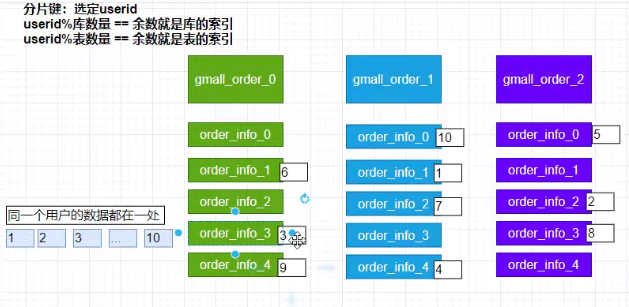 分片键：选定userid
userid%库数量 == 余数就是库的索引
userid%表数量 == 余数就是表的索引
gmall_order_0
gmall_order_1
gmall_order_2
order_info_0
order_info_0
10
order_info_0
5
order_info_1
6
order_info_1
1
order_info_1
order_info_2
order_info_2
7
order_info_2
2
同一个用户的数据都在一处
1
2
3
...
10
order_info_3
3
order_info_3
order_info_3
8
order_info_4
9
order_info_4
4
order_info_4